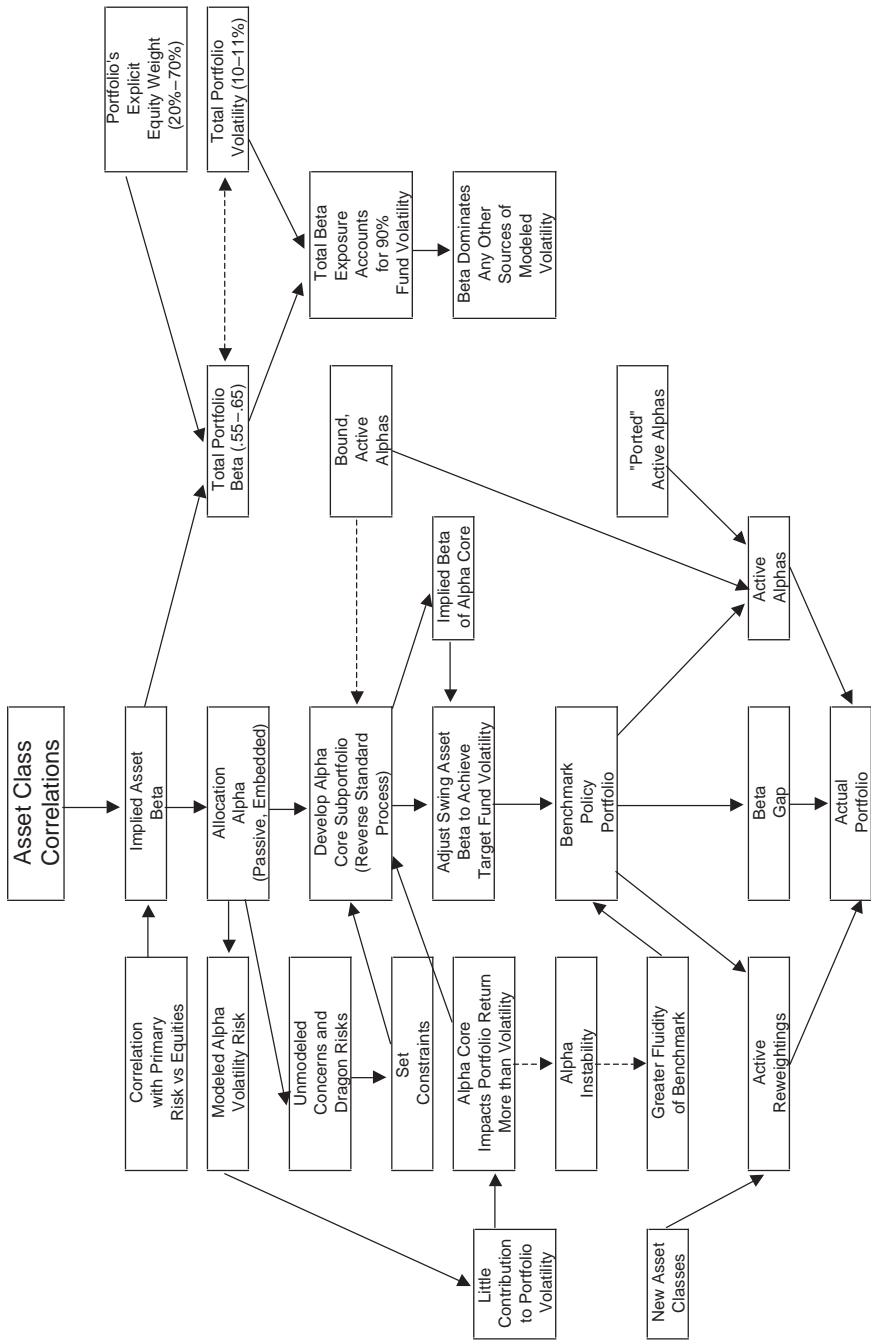 Asset Class
Correlations
Portfolio's
Explicit
Equity Weight
(20%–70%)
Correlation
with Primary
Risk vs Equities
Implied Asset
Beta
Total Portfolio
Beta (.55–.65)
Total Portfolio
Volatility (10–11%)
Modeled Alpha
Volatility Risk
Allocation
Alpha
(Passive, Embedded)
Total Beta
Exposure
Accounts
for 90%
Fund Volatility
Unmodeled
Concerns and
Dragon Risks
Develop Alpha
Core Subportfolio
(Reverse Standard
Process)
Bound,
Active
Alphas
Beta Dominates
Any Other
Sources of
Modeled
Volatility
Set
Constraints
Implied Beta
of Alpha Core
Little
Contribution
to Portfolio
Volatility
Alpha Core
Impacts Portfolio Return
More than Volatility
Adjust Swing Asset
Beta to Achieve
Target Fund Volatility
Alpha
Instability
Benchmark
Policy
Portfolio
"Ported"
Active Alphas
Greater Fluidity
of Benchmark
New Asset
Classes
Active
Reweightings
Beta
Gap
Active
Alphas
Actual
Portfolio